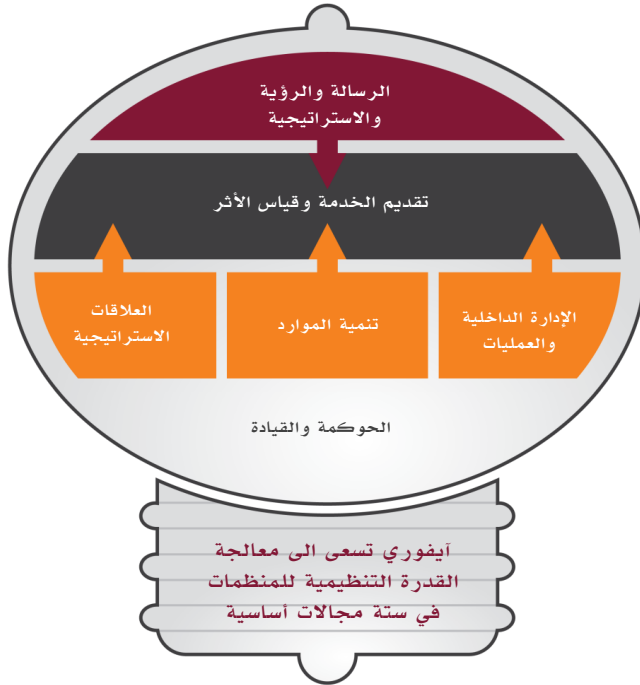 الرسالة والرؤية
والاستراتيجية
تقديم الخدمة وقياس الأثر
الإدارة الداخلية
والعمليات
تنمية الموارد
العلاقات
الاستراتيجية
الحوكمة والقيادة
آيفوري تسعى الى معالجة
القدرة التنظيمية للمنظمات
في ستة مجالات أساسية